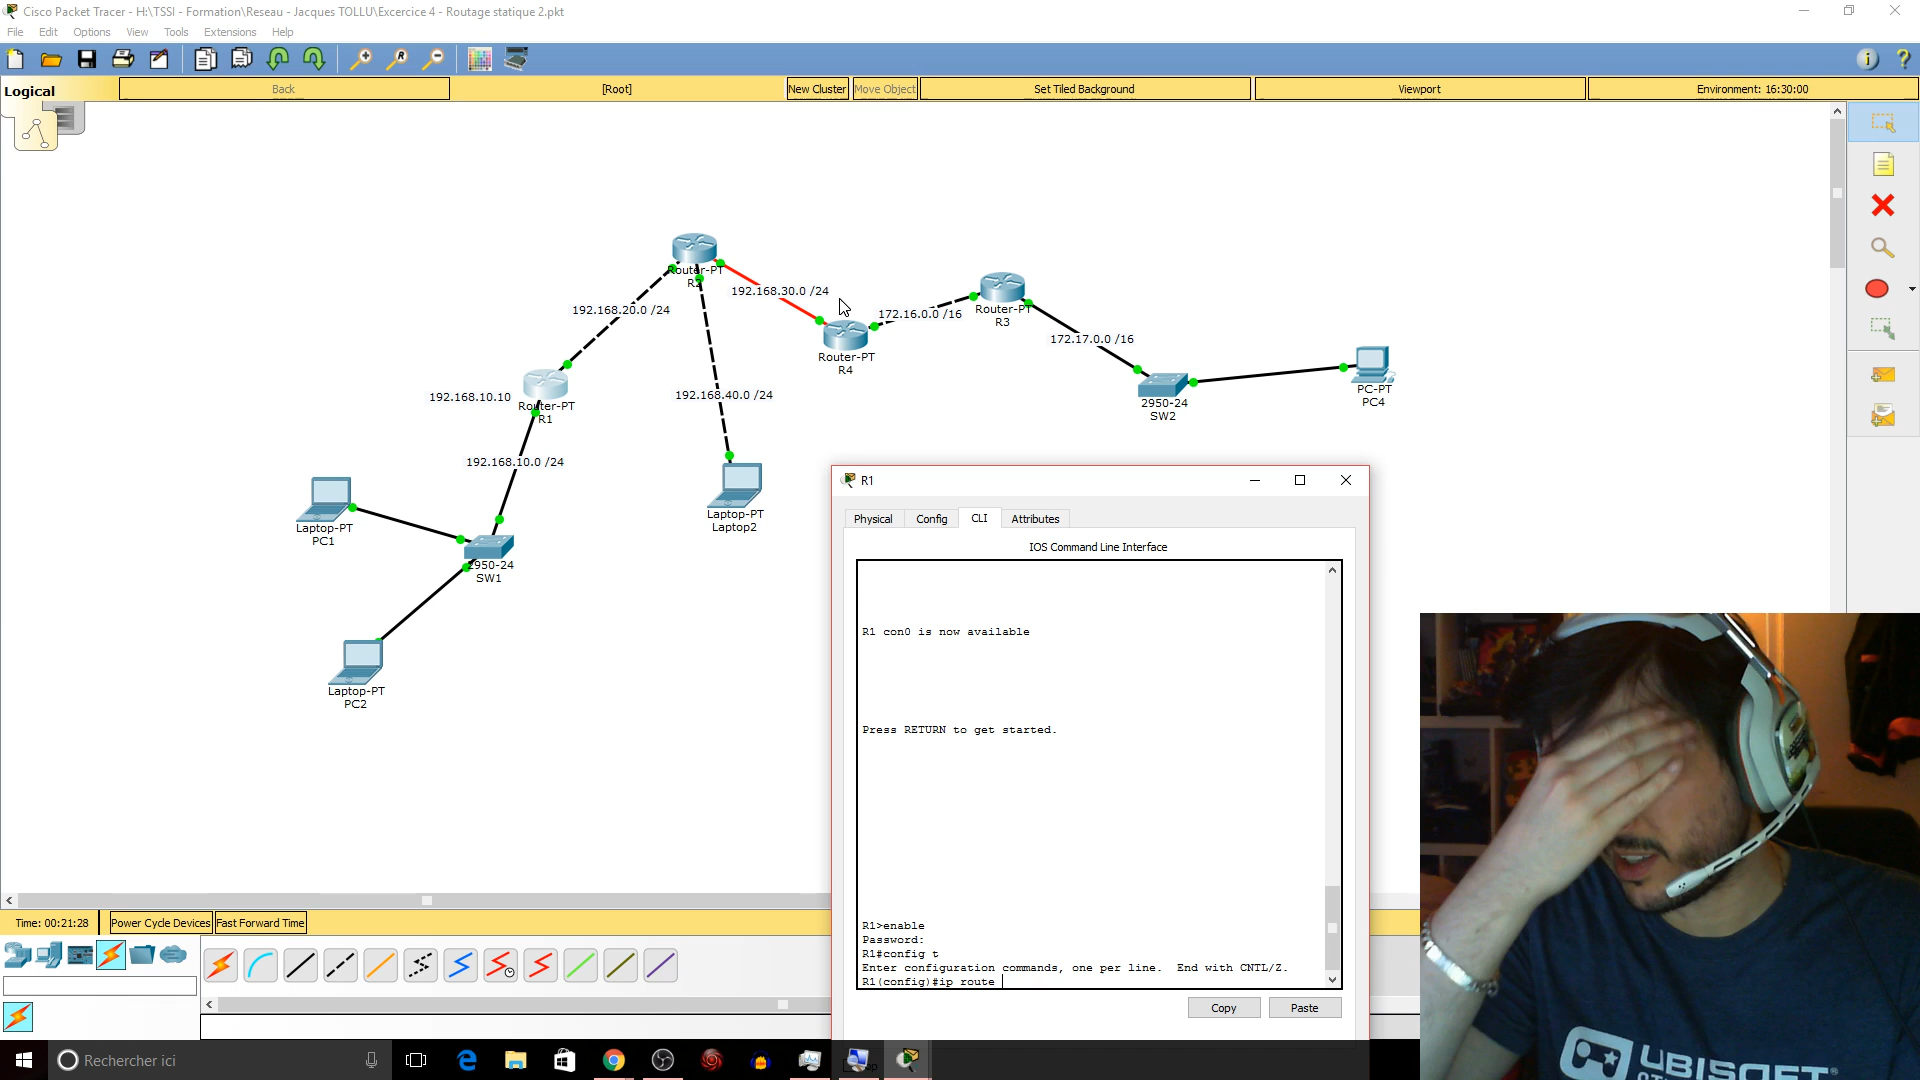 Cisco Packet Tracer - H:\TSSI - Formation\Reseau - Jacques TOLLU\Excercice 4 - Routage statique 2.pkt
File Edit Options View Tools Extensions Help
Logical
Back
[Root]
New Cluster
Move Object
Set Tiled Background
Viewport
Environment: 16:30:00
Router-PT
R2
192.168.30.0 /24
192.168.20.0 /24
Router-PT
R4
172.16.0.0 /16
Router-PT
R3
172.17.0.0 /16
PC-PT
PC4
2950-24
SW2
192.168.10.10
Router-PT
R1
192.168.40.0 /24
192.168.10.0 /24
Laptop-PT
Laptop2
Laptop-PT
PC1
2950-24
SW1
Laptop-PT
PC2
R1
Physical
Config
CLI
Attributes
IOS Command Line Interface
R1 con0 is now available
Press RETURN to get started.
R1>enable
Password:
R1#config t
Enter configuration commands, one per line. End with CNTL/Z.
R1(config)#ip route
Copy
Paste
Time: 00:21:28
Power Cycle Devices
Fast Forward Time
Rechercher ici
UBISOFT